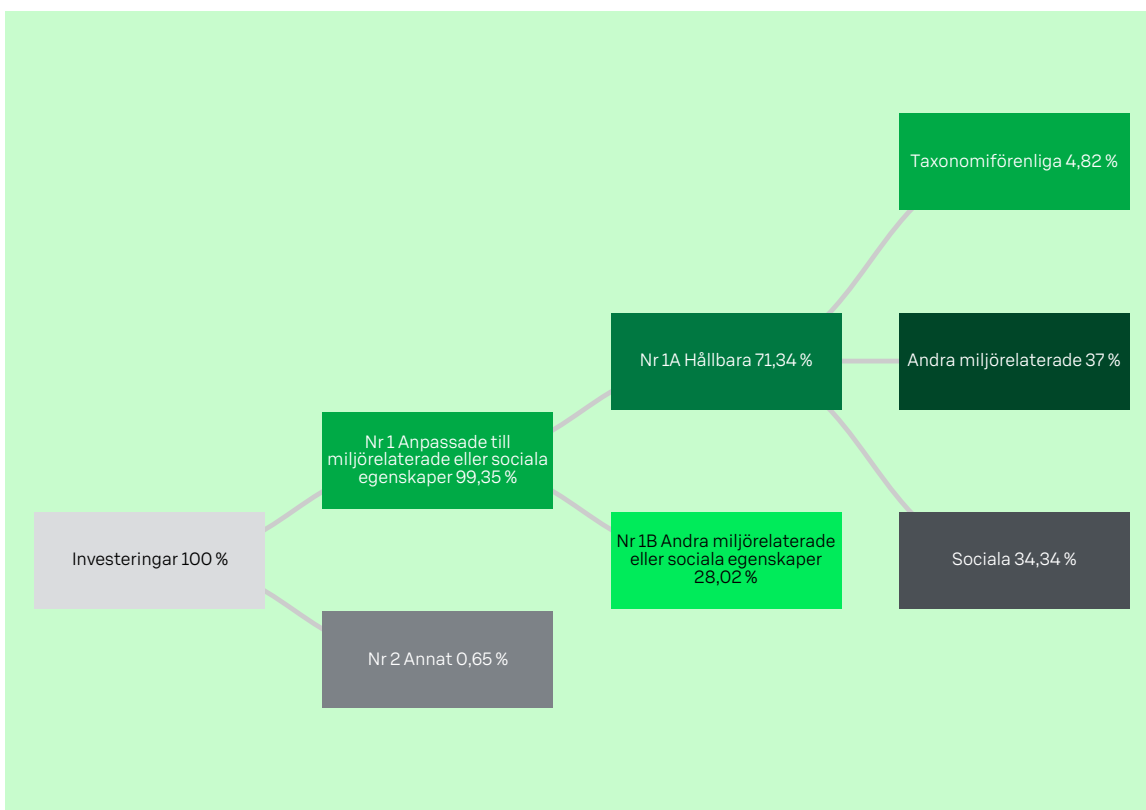 Taxonomiförenliga 4,82 %
Nr 1A Hållbara 71,34 %
Andra miljörelaterade 37 %
Nr 1 Anpassade till
miljörelaterade eller sociala
egenskaper 99,35 %
Investeringar 100 %
Nr 1B Andra miljörelaterade
eller sociala egenskaper
28,02 %
Sociala 34,34 %
Nr 2 Annat 0,65 %